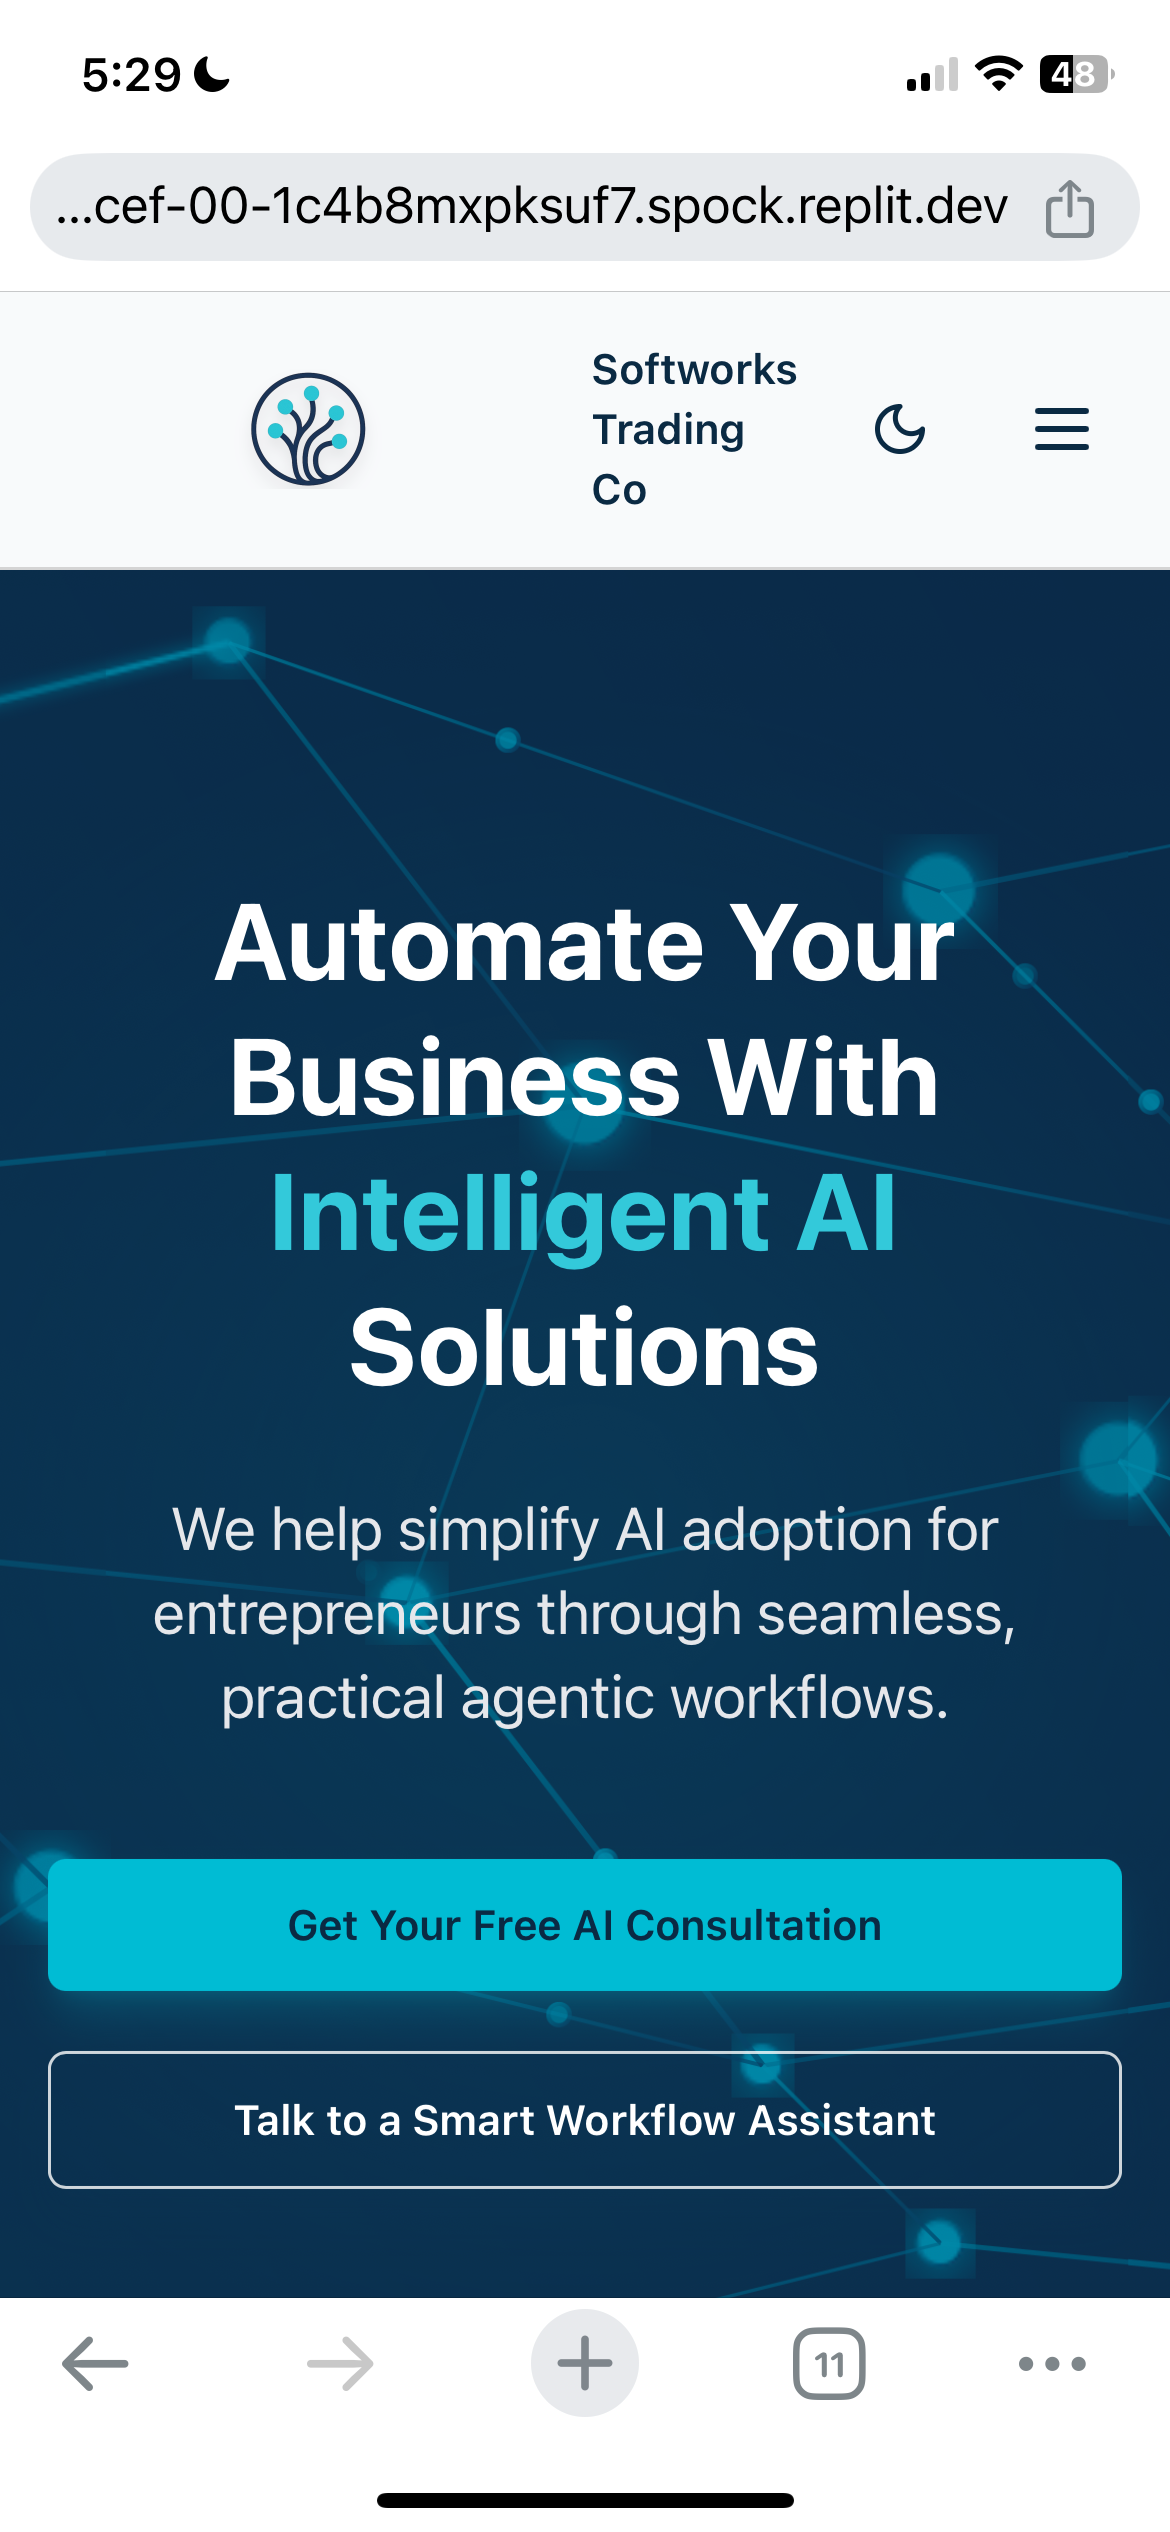 5:29
48
...cef-00-1c4b8mxpksuf7.spock.replit.dev
Softworks
Trading
Co
Automate Your
Business With
Intelligent AI
Solutions
We help simplify AI adoption for
entrepreneurs through seamless,
practical agentic workflows.
Get Your Free AI Consultation
Talk to a Smart Workflow Assistant
11